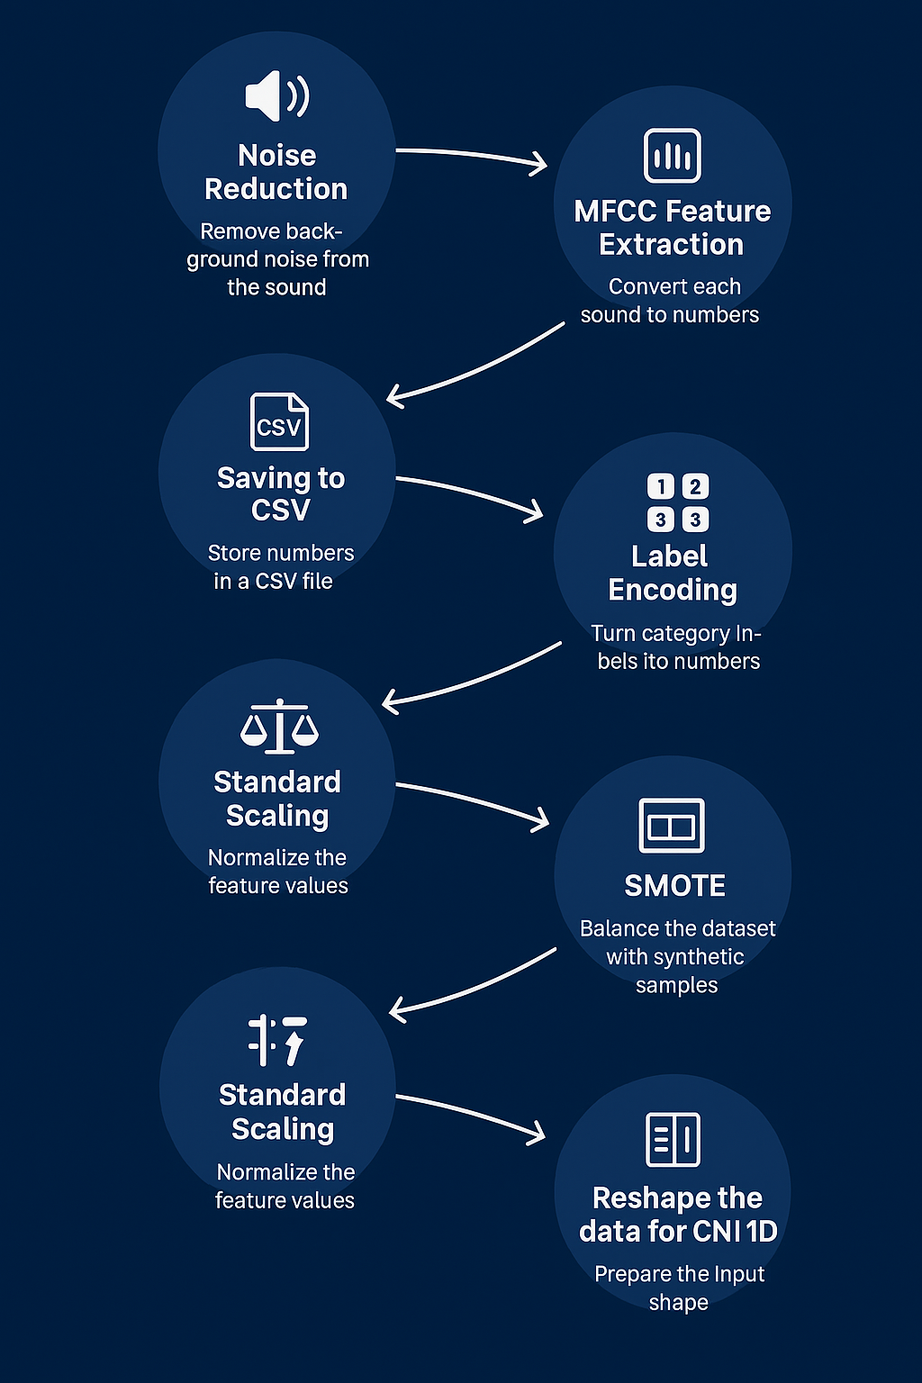 Noise
Reduction
Remove back-
ground noise from
the sound
MFCC Feature
Extraction
Convert each
sound to numbers
CSV
Saving to
CSV
Store numbers
in a CSV file
1 2
3 3
Label
Encoding
Turn category In-
bels ito numbers
Standard
Scaling
Normalize the
feature values
SMOTE
Balance the dataset
with synthetic
samples
Standard
Scaling
Normalize the
feature values
Reshape the
data for CNI 1D
Prepare the Input
shape